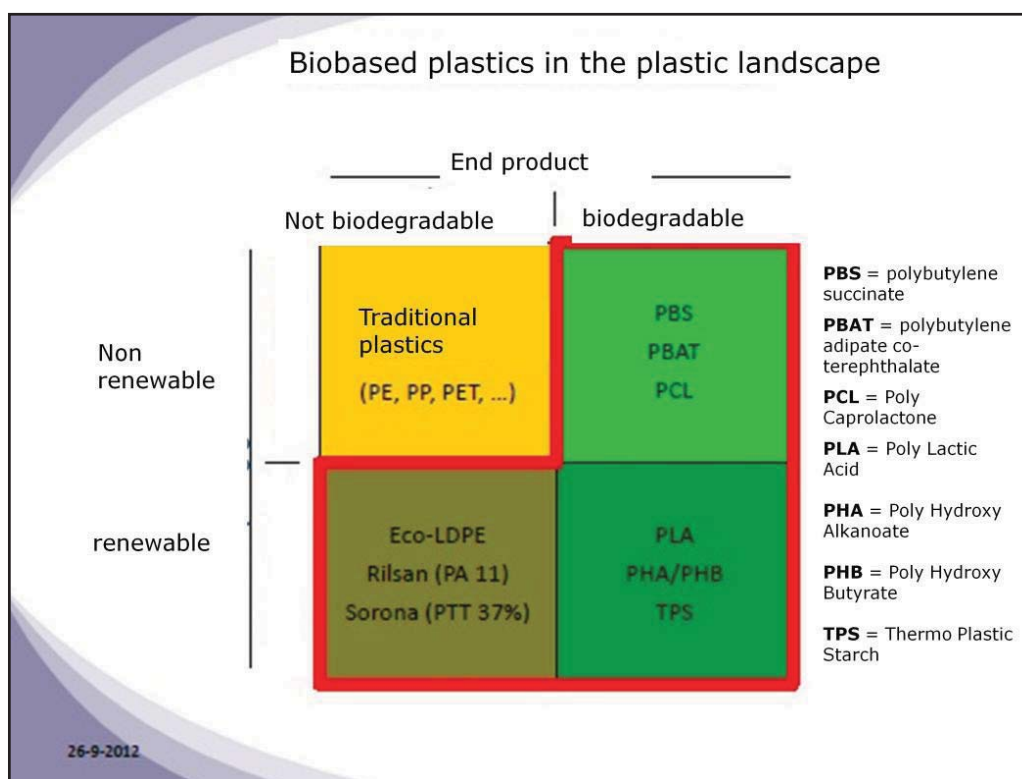 Biobased plastics in the plastic landscape
End product
Not biodegradable
biodegradable
Non
renewable
Traditional
plastics
(PE, PP, PET, ...)
PBS
PBAT
PCL
renewable
Eco-LDPE
Rilsan (PA 11)
Sorona (PTT 37%)
PLA
PHA/PHB
TPS
PBS = polybutylene
succinate
PBAT = polybutylene
adipate co-
terephthalate
PCL = Poly
Caprolactone
PLA = Poly Lactic
Acid
PHA = Poly Hydroxy
Alkanoate
PHB = Poly Hydroxy
Butyrate
TPS = Thermo Plastic
Starch
26-9-2012